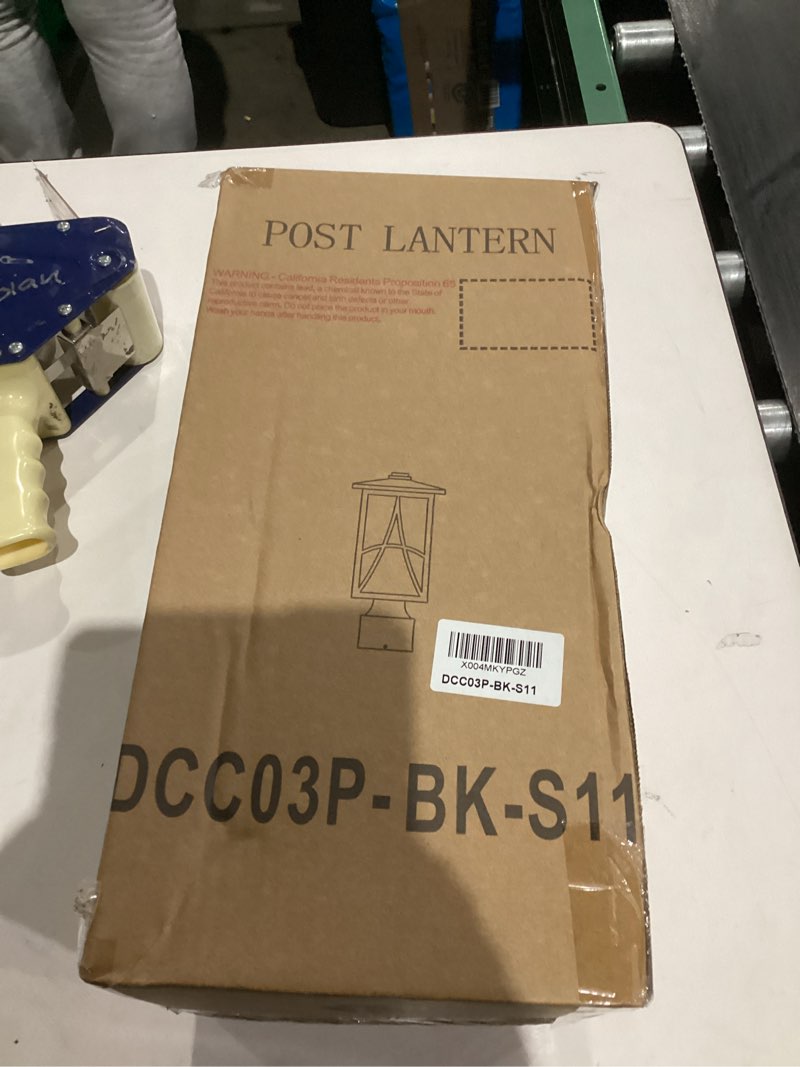 POST LANTERN
WARNING - California Residents Proposition 65
This product contains lead, a chemical known to the State of
California to cause cancer and birth defects or other
reproductive harm. Do not place the product in your mouth.
Wash your hands after handling this product.
X004MKYPGZ
DCC03P-BK-S11
DCC03P-BK-S11